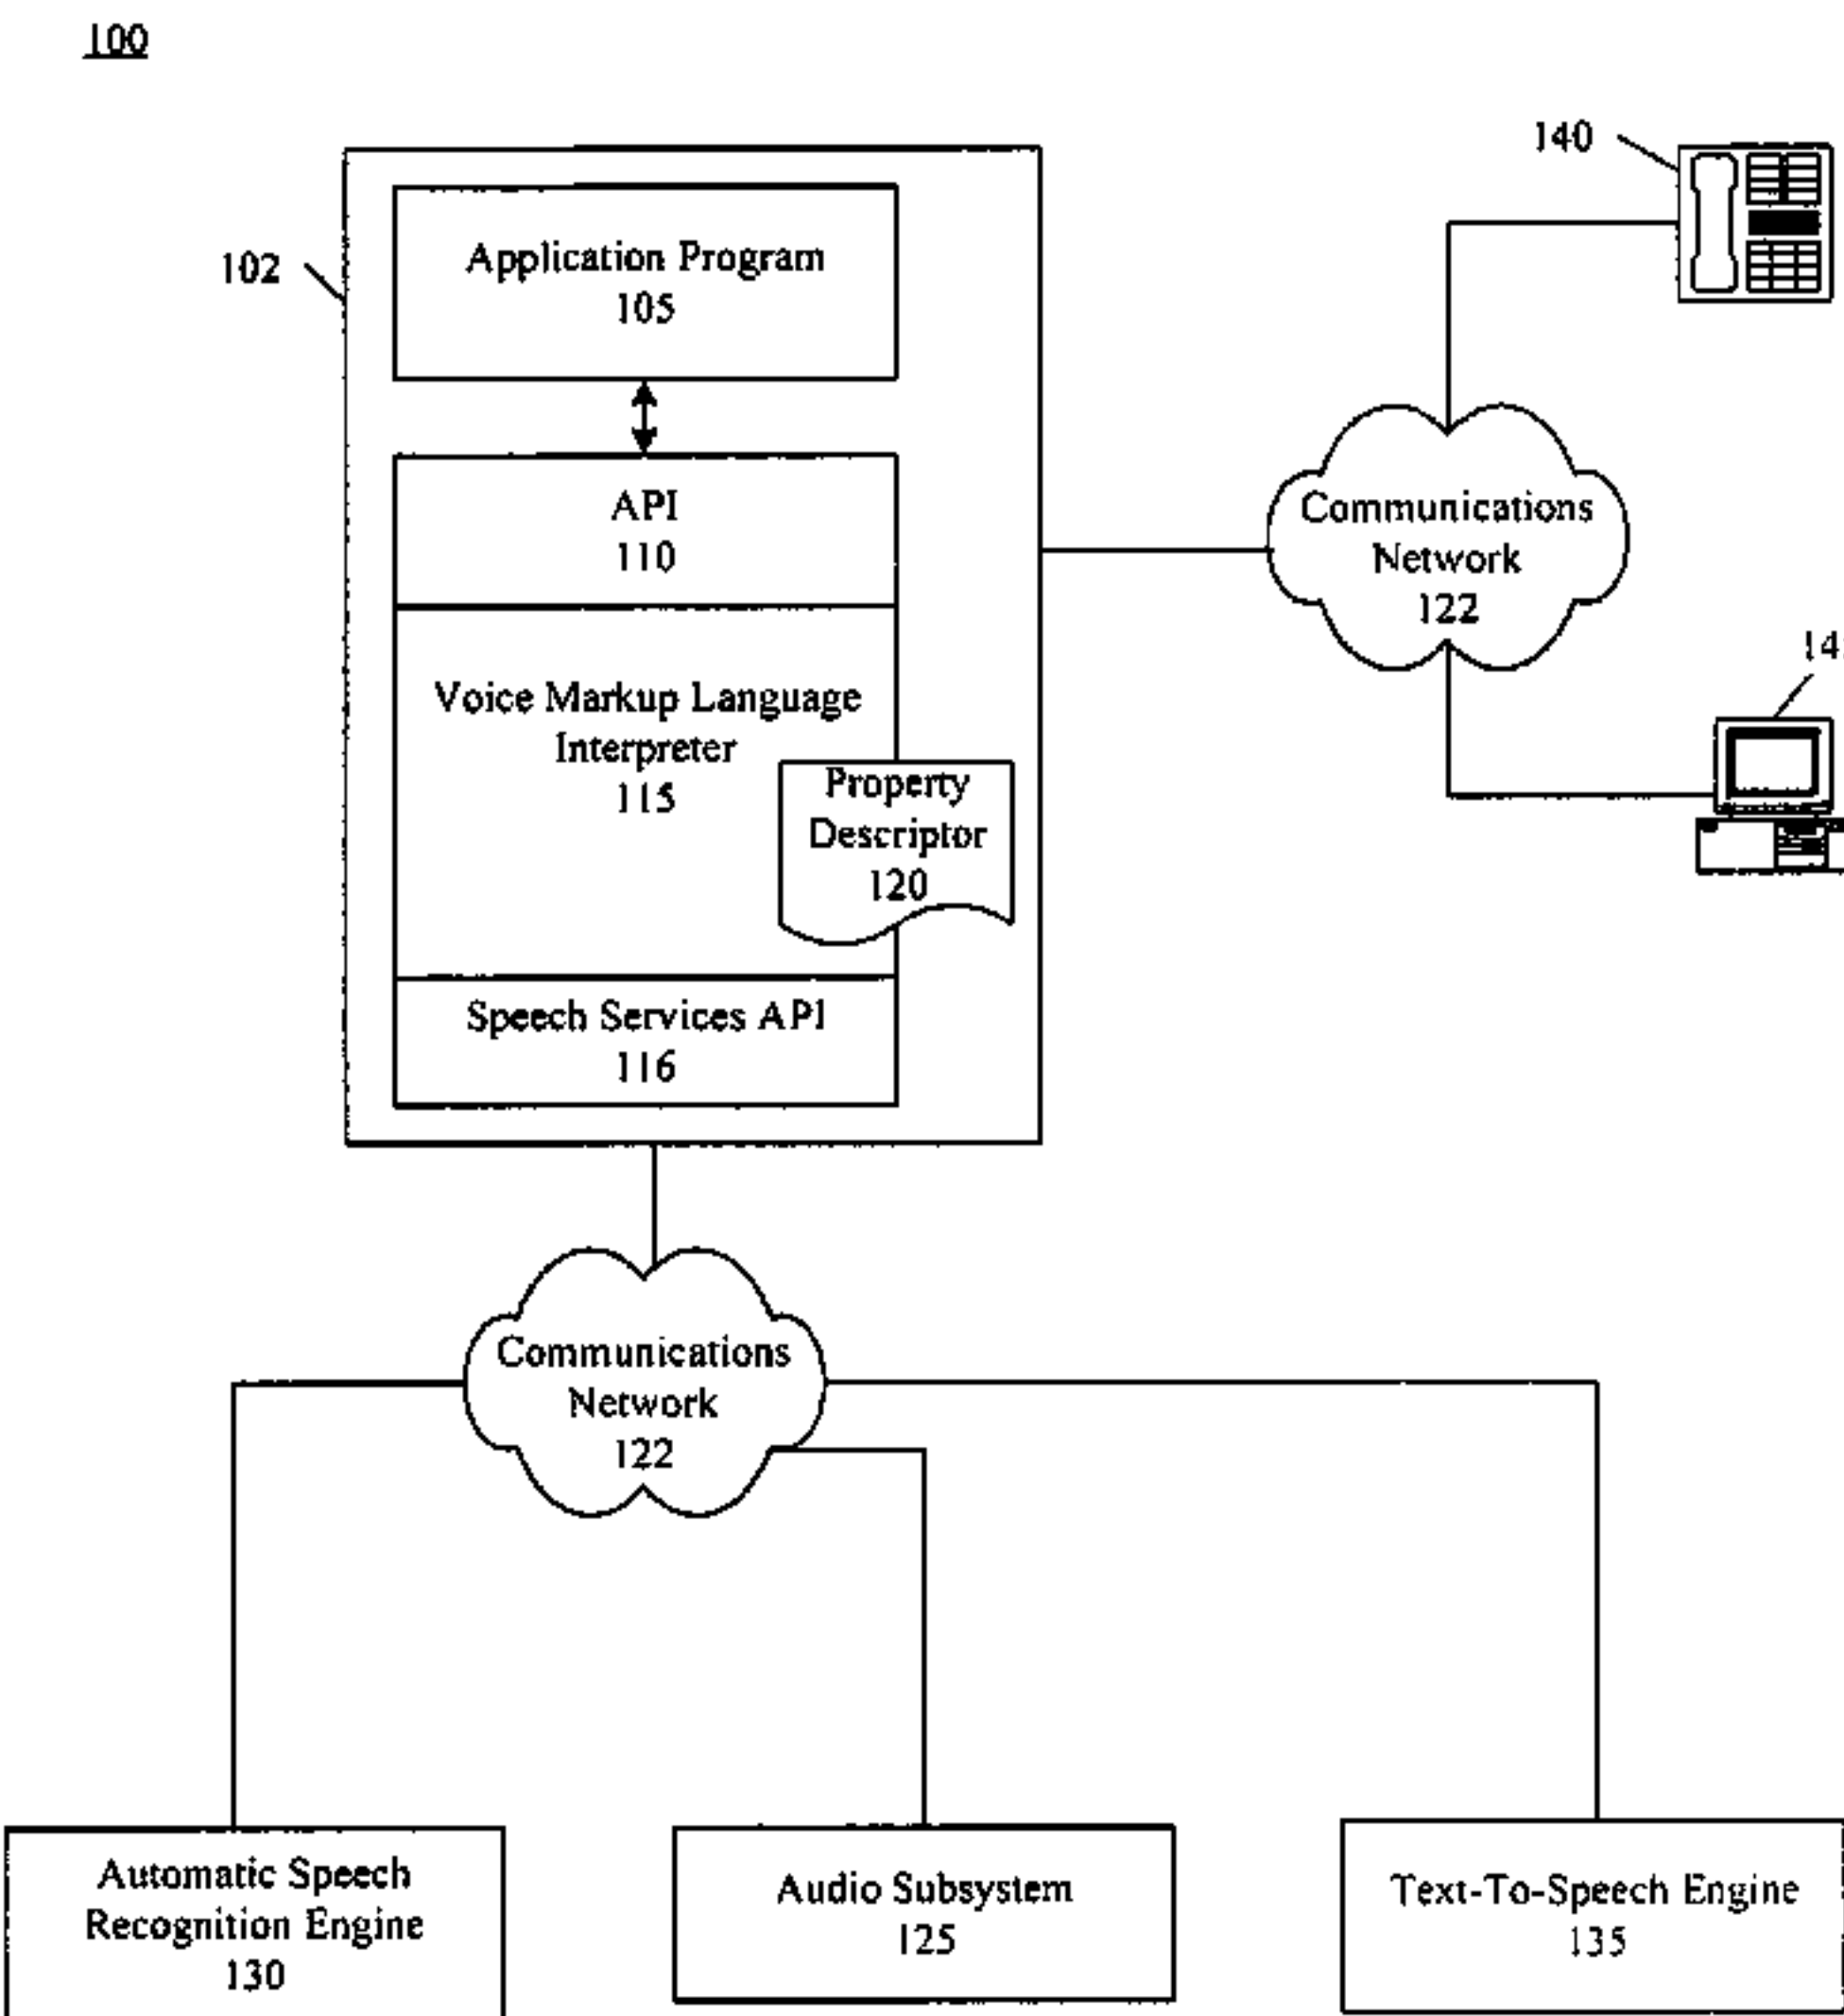 100
102
Application Program
105
API
110
Voice Markup Language
Interpreter
115
Property
Descriptor
120
Speech Services API
116
140
Communications
Network
122
Communications
Network
122
Automatic Speech
Recognition Engine
130
Audio Subsystem
125
Text-To-Speech Engine
135